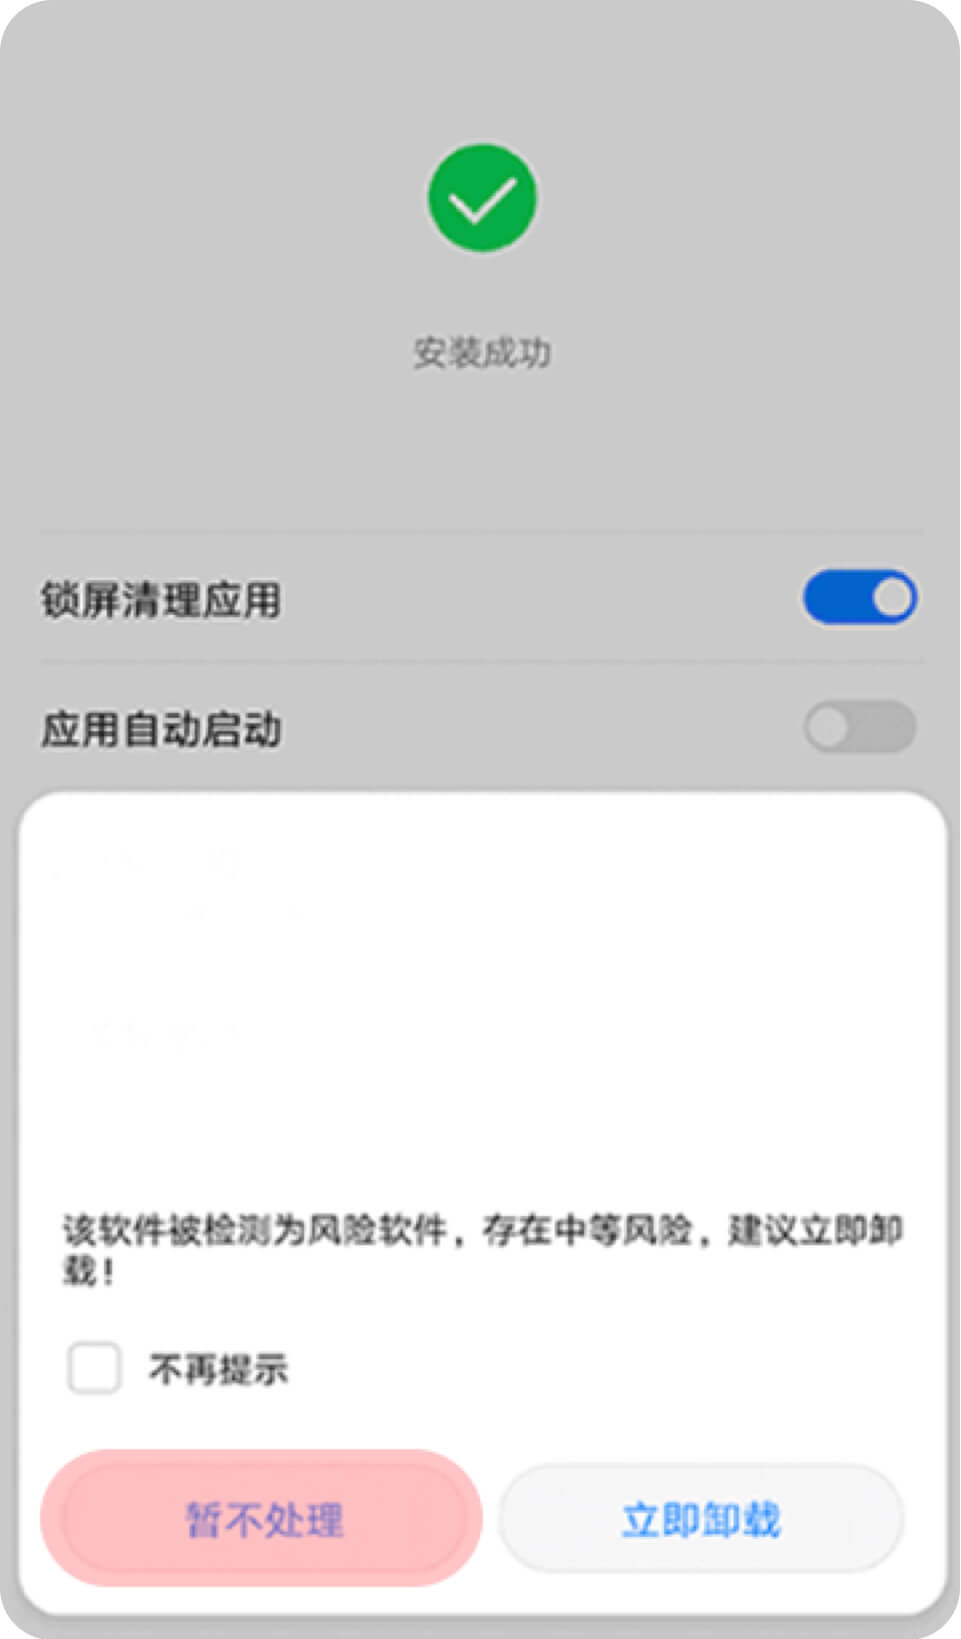 安装成功
锁屏清理应用
应用自动启动
该软件被检测为风险软件，存在中等风险，建议立即卸
载！
不再提示
暂不处理
立即卸载